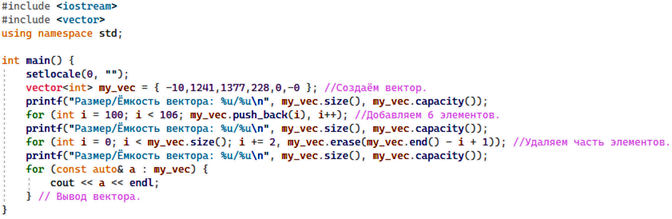 #include <iostream>
#include <vector>
using namespace std;
int main() {
setlocale(0, "");
vector<int> my_vec = { -10,1241,1377,228,0,-0 }; //Создаём вектор.
printf("Размер/Ёмкость вектора: %u/%u\n", my_vec.size(), my_vec.capacity());
for (int i = 100; i < 106; my_vec.push_back(i), i++); //Добавляем 6 элементов.
printf("Размер/Ёмкость вектора: %u/%u\n", my_vec.size(), my_vec.capacity());
for (int i = 0; i < my_vec.size(); i += 2, my_vec.erase(my_vec.end() - i + 1)); //Удаляем часть элементов.
printf("Размер/Ёмкость вектора: %u/%u\n", my_vec.size(), my_vec.capacity());
for (const auto& a : my_vec) {
cout << a << endl;
} // Вывод вектора.
}